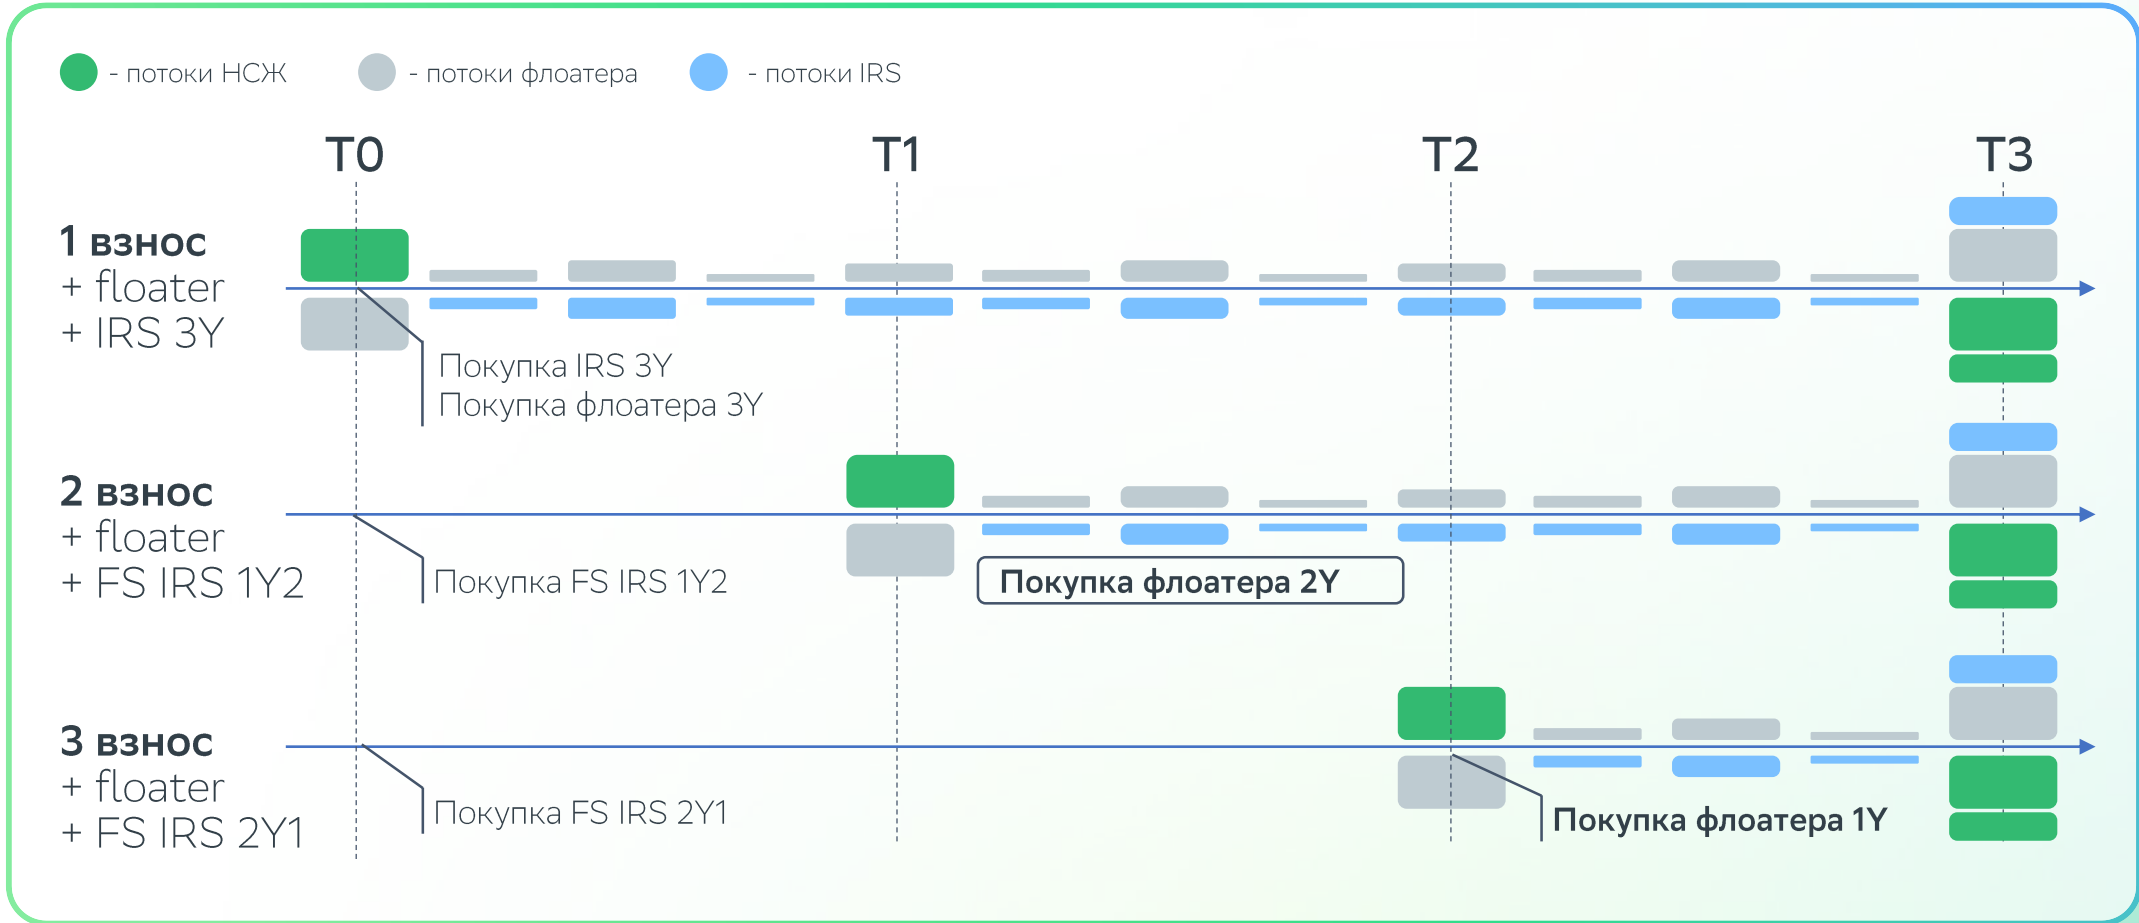 - потоки НСЖ
- потоки флоатера
- потоки IRS
T0
T1
T2
T3
1 взнос
+ floater
+ IRS 3Y
Покупка IRS 3Y
Покупка флоатера 3Y
2 взнос
+ floater
+ FS IRS 1Y2
Покупка FS IRS 1Y2
Покупка флоатера 2Y
3 взнос
+ floater
+ FS IRS 2Y1
Покупка FS IRS 2Y1
Покупка флоатера 1Y